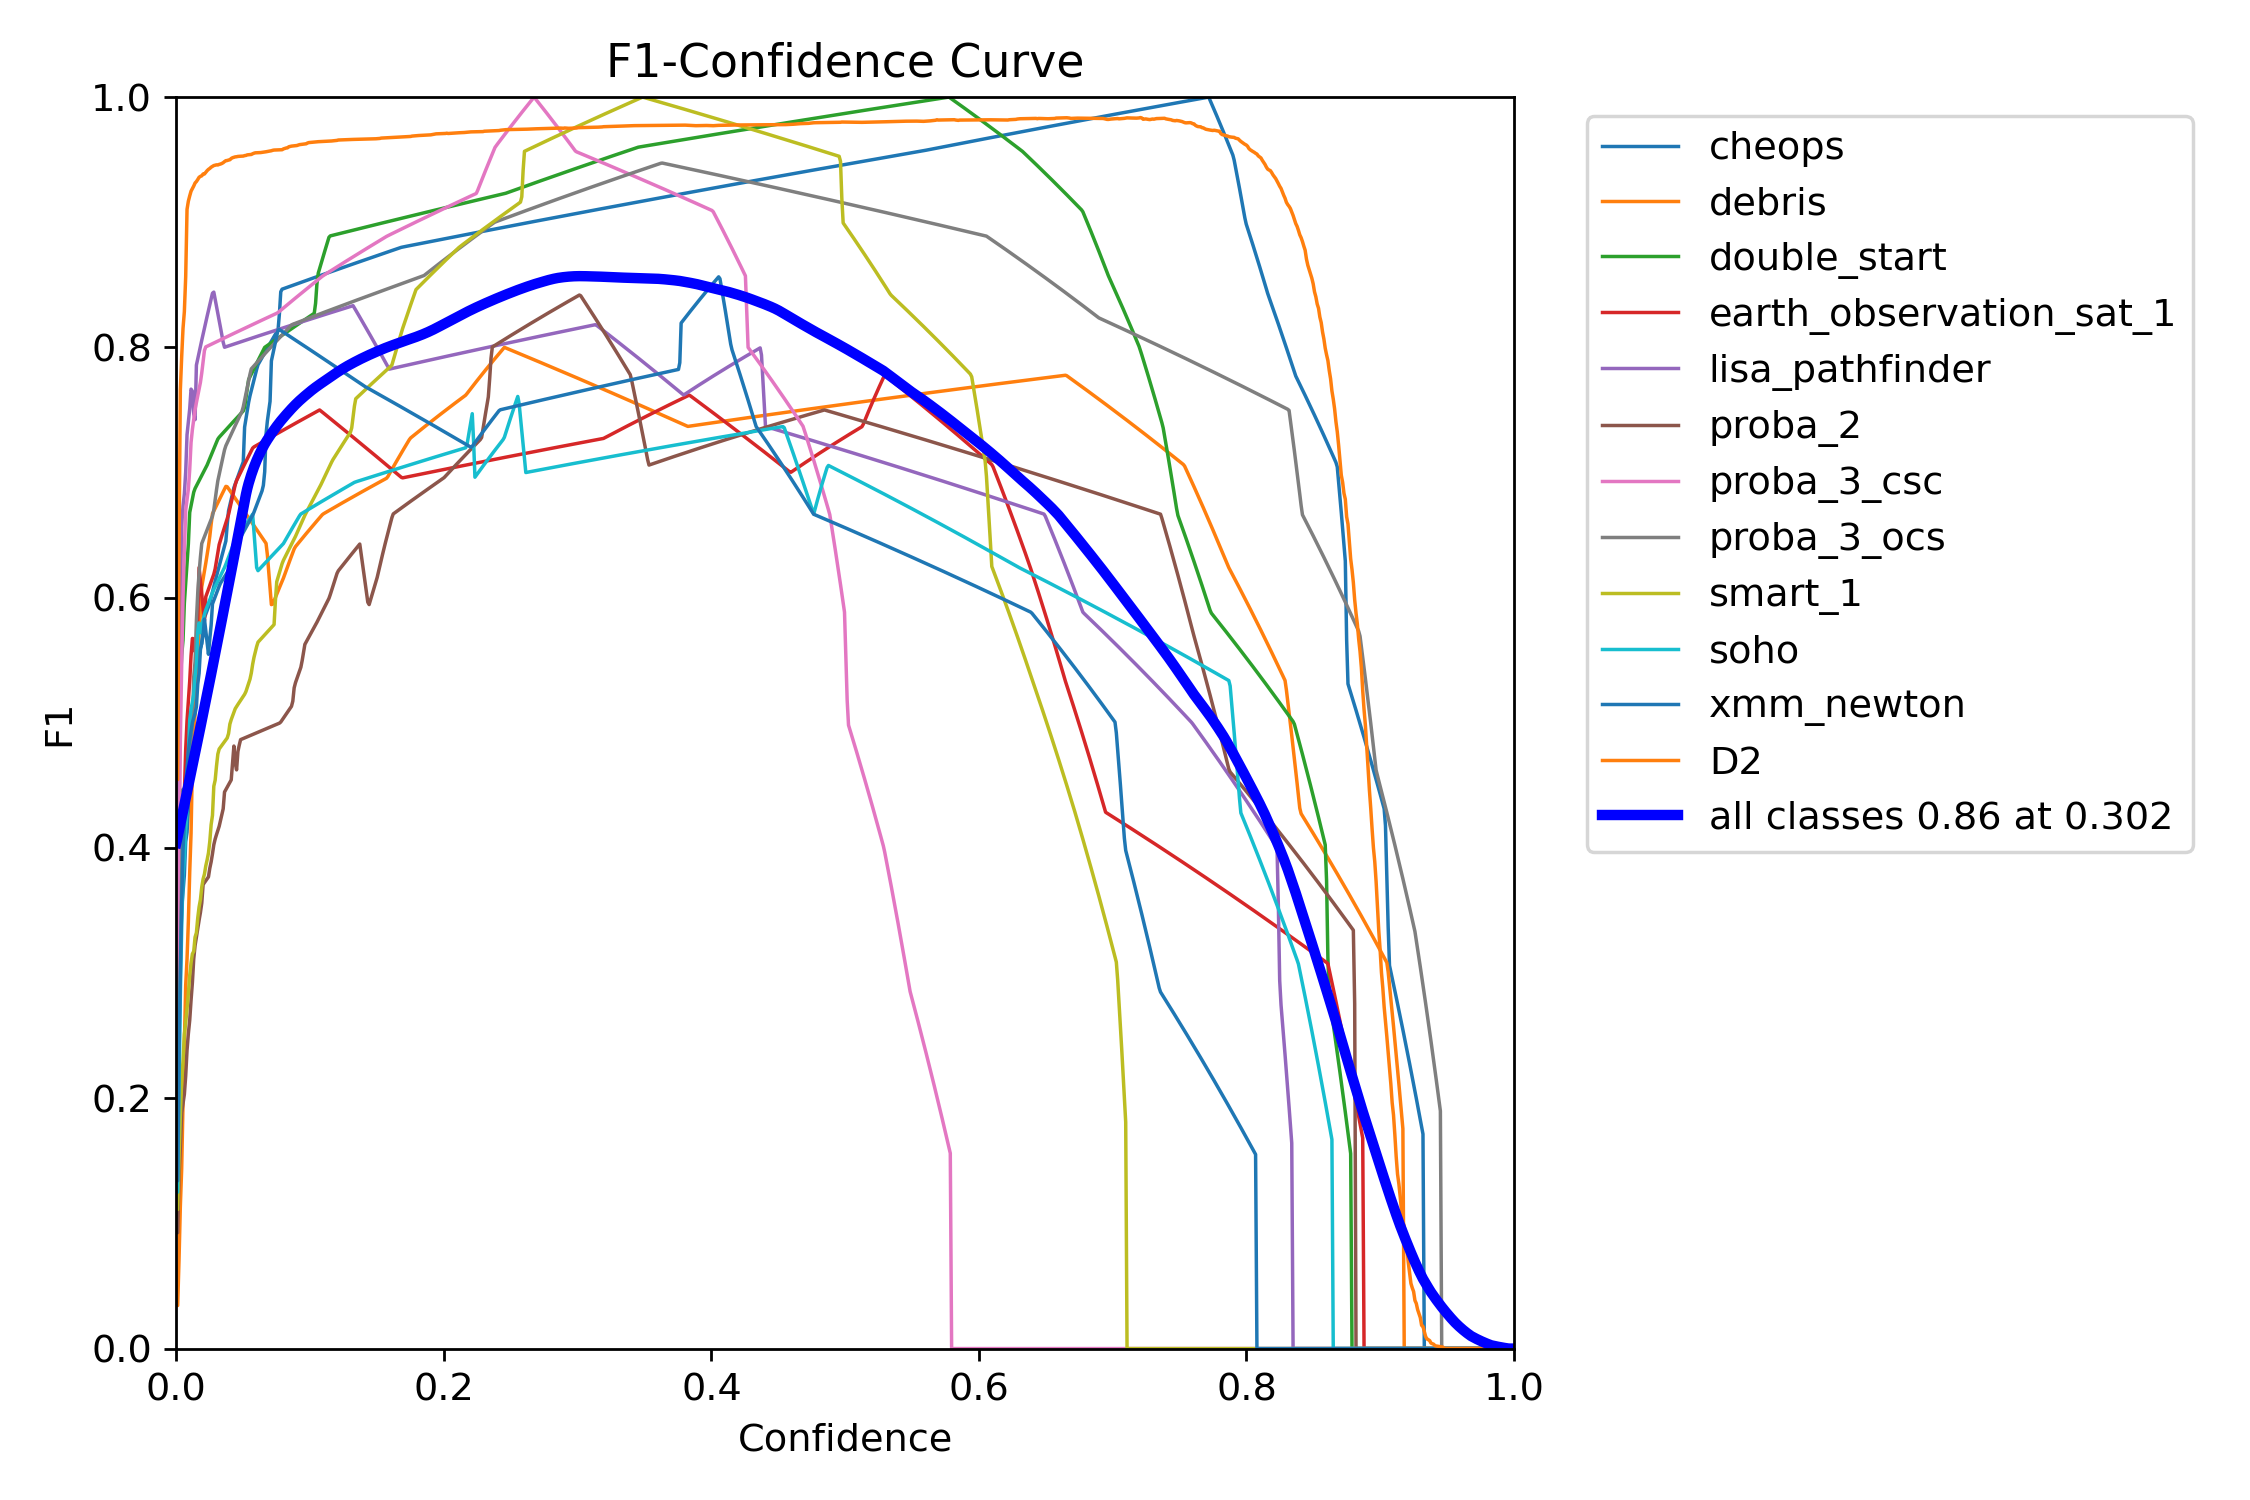 F1-Confidence Curve
1.0
0.8
0.6
0.4
0.2
0.0
F1
0.0 0.2 0.4 0.6 0.8 1.0
Confidence
cheops
debris
double_start
earth_observation_sat_1
lisa_pathfinder
proba_2
proba_3_csc
proba_3_ocs
smart_1
soho
xmm_newton
D2
all classes 0.86 at 0.302